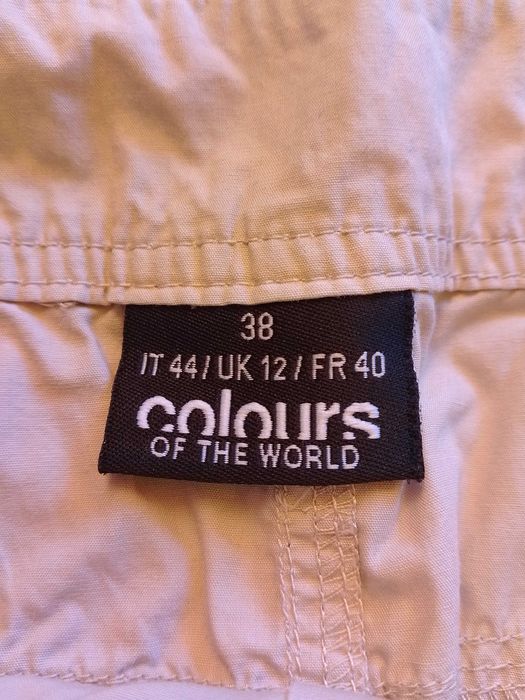 38
IT 44/UK 12/FR 40
colours
OF THE WORLD